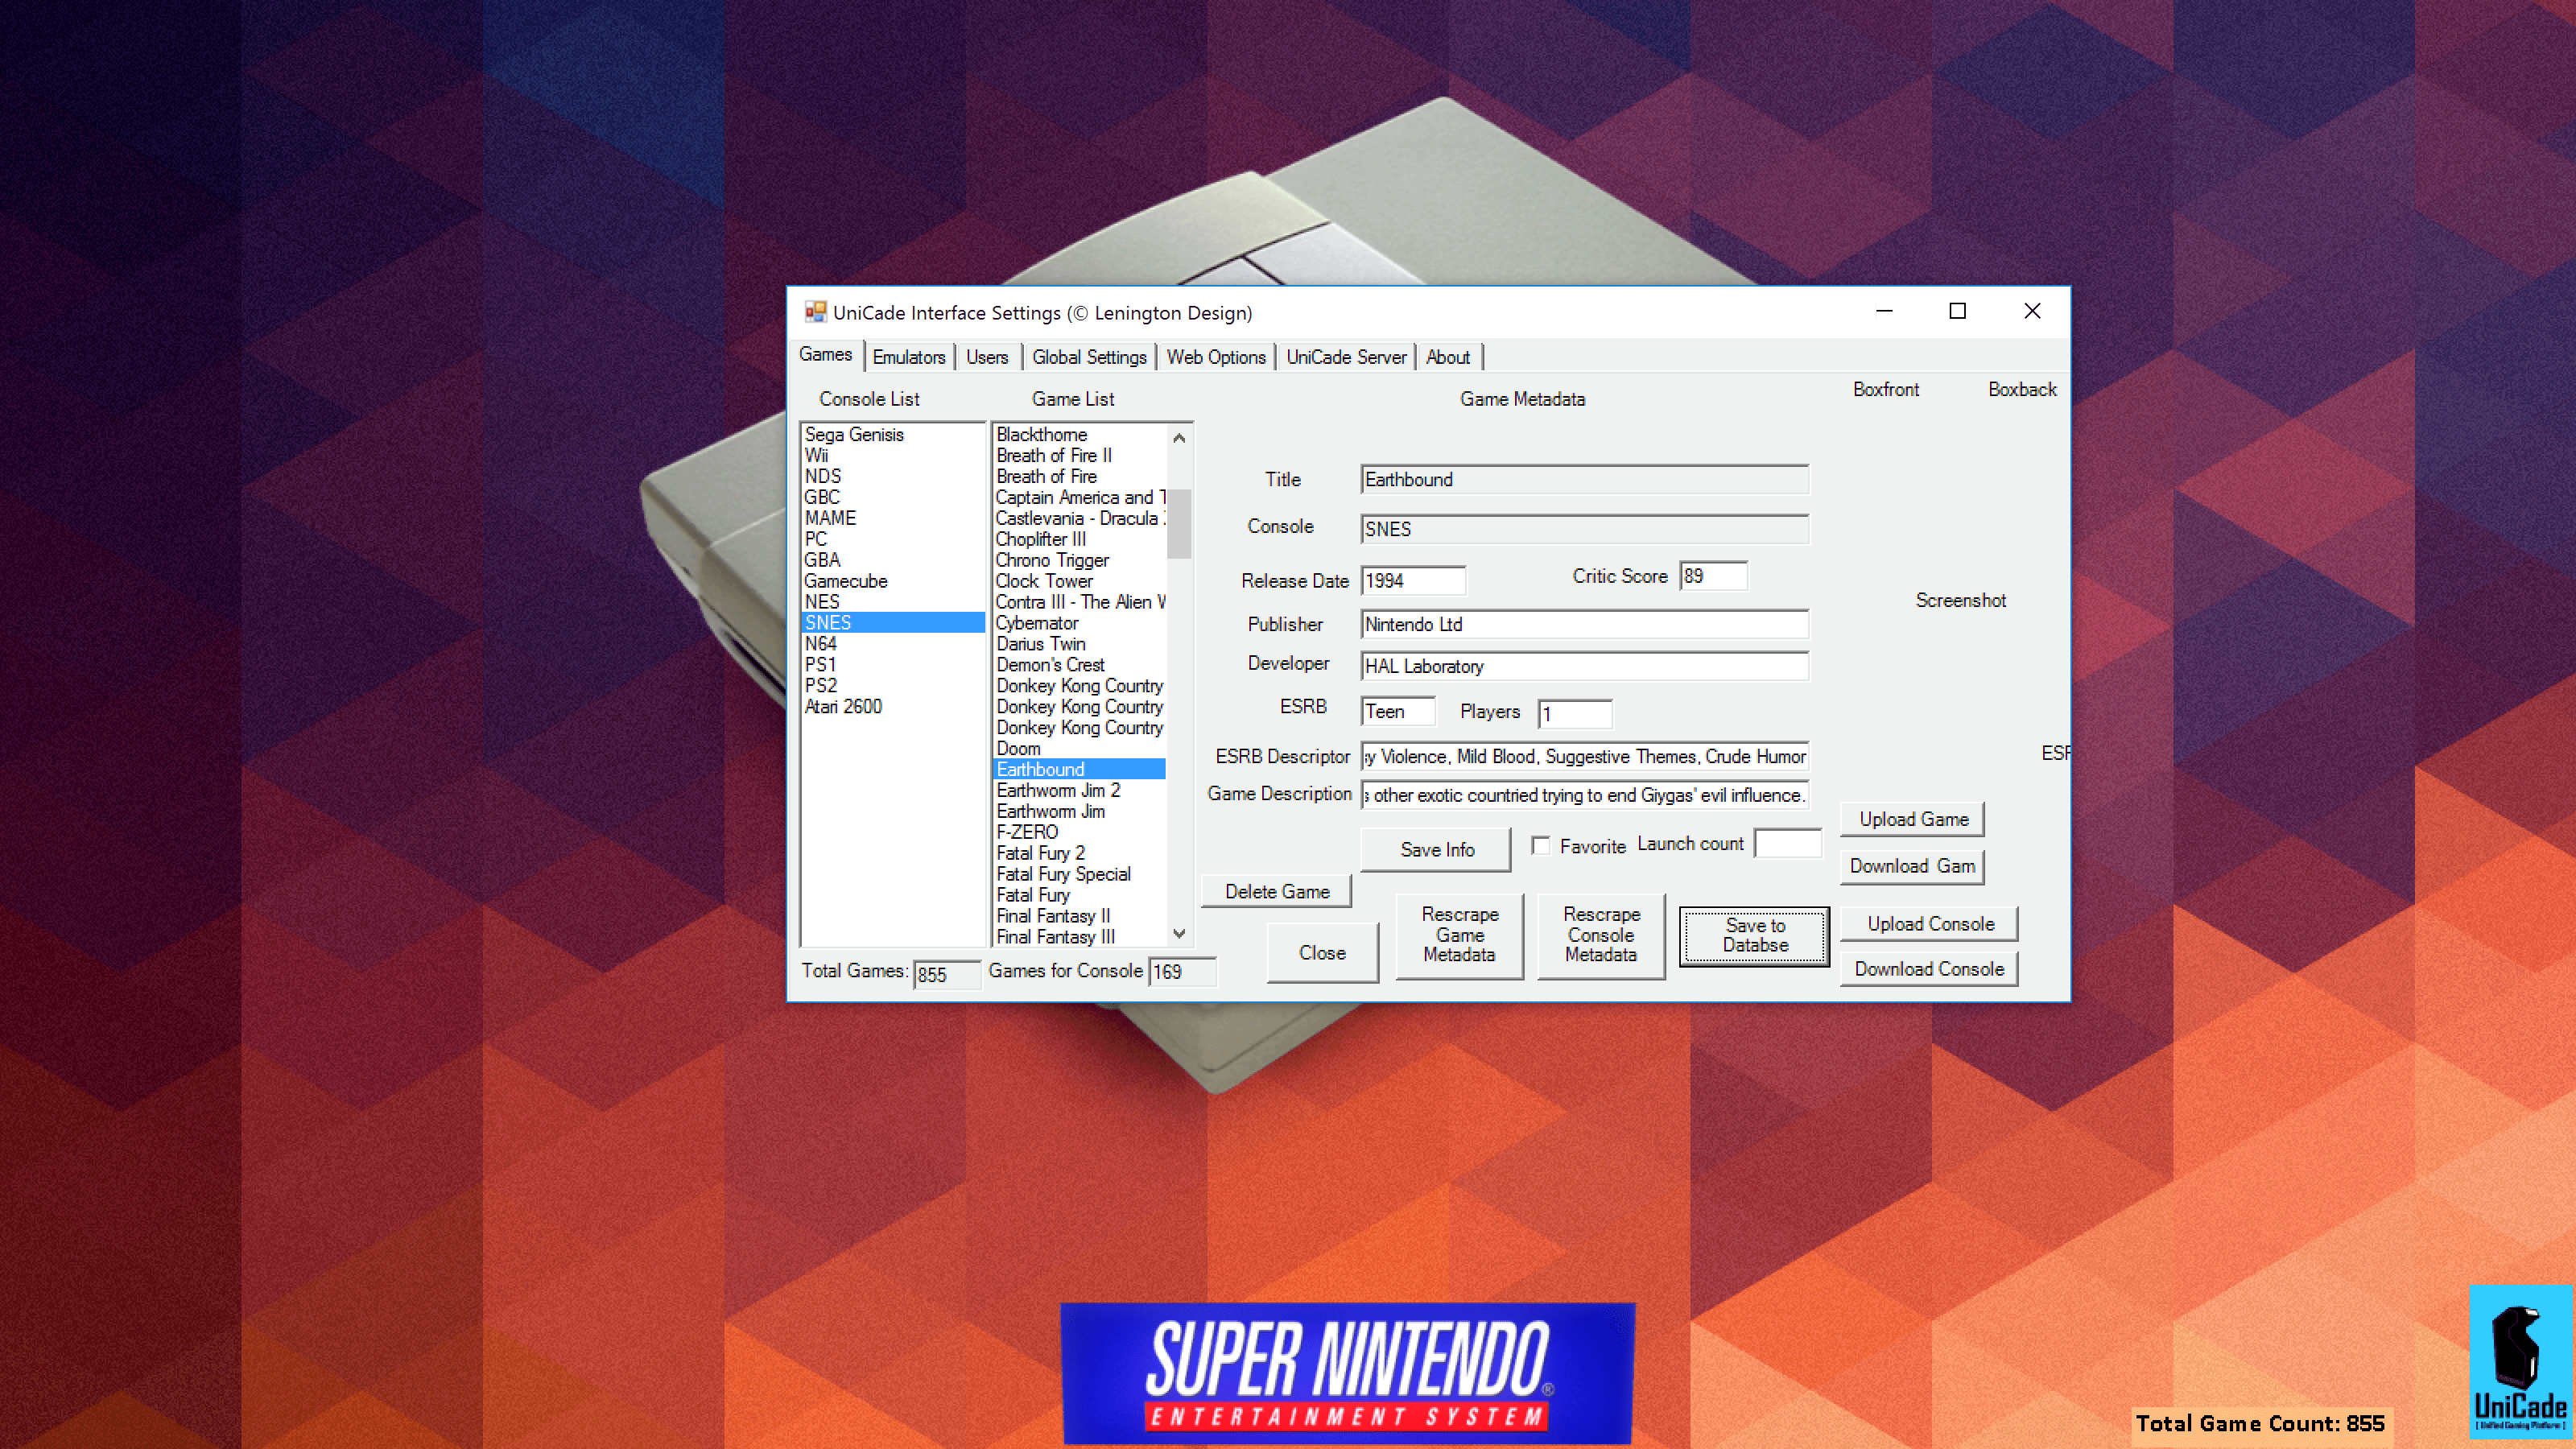 UniCade Interface Settings (© Lenington Design)
Games Emulators Users Global Settings Web Options UniCade Server About
Console List
Sega Genisis
Wii
NDS
GBC
MAME
PC
GBA
Gamecube
NES
SNES
N64
PS1
PS2
Atari 2600
Total Games: 855
Game List
Blackthorne
Breath of Fire II
Breath of Fire
Captain America and T
Castlevania - Dracula
Choplifter III
Chrono Trigger
Clock Tower
Contra III - The Alien W
Cybernator
Darius Twin
Demon's Crest
Donkey Kong Country
Donkey Kong Country
Donkey Kong Country
Doom
Earthbound
Earthworm Jim 2
Earthworm Jim
F-ZERO
Fatal Fury 2
Fatal Fury Special
Fatal Fury
Final Fantasy II
Final Fantasy III
Games for Console 169
Game Metadata
Title Earthbound
Console SNES
Release Date 1994 Critic Score 89
Publisher Nintendo Ltd
Developer HAL Laboratory
ESRB Teen Players 1
ESRB Descriptor y Violence, Mild Blood, Suggestive Themes, Crude Humor
Game Description s other exotic countried trying to end Giygas' evil influence.
Save Info Favorite Launch count
Delete Game
Close
Rescrape
Game
Metadata
Rescrape
Console
Metadata
Save to
Databse
Boxfront Boxback
Screenshot
ESR
Upload Game
Download Gam
Upload Console
Download Console
SUPER NINTENDO®
ENTERTAINMENT SYSTEM
Total Game Count: 855
UniCade
[ Unified Gaming Platform ]